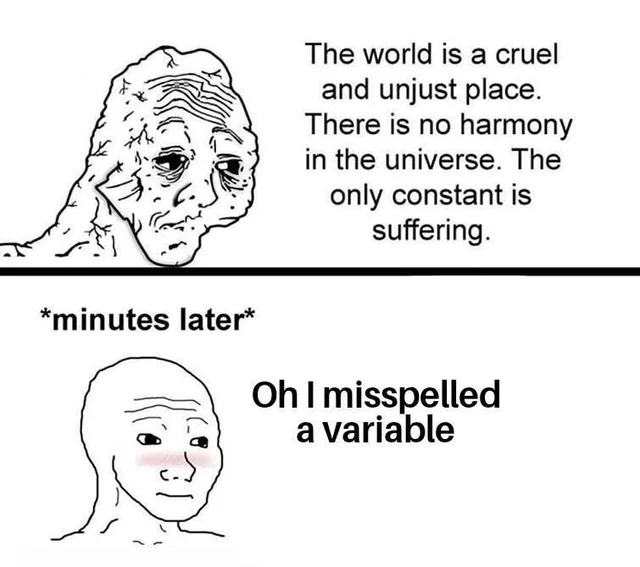 The world is a cruel
and unjust place.
There is no harmony
in the universe. The
only constant is
suffering.
*minutes later*
Oh I misspelled
a variable